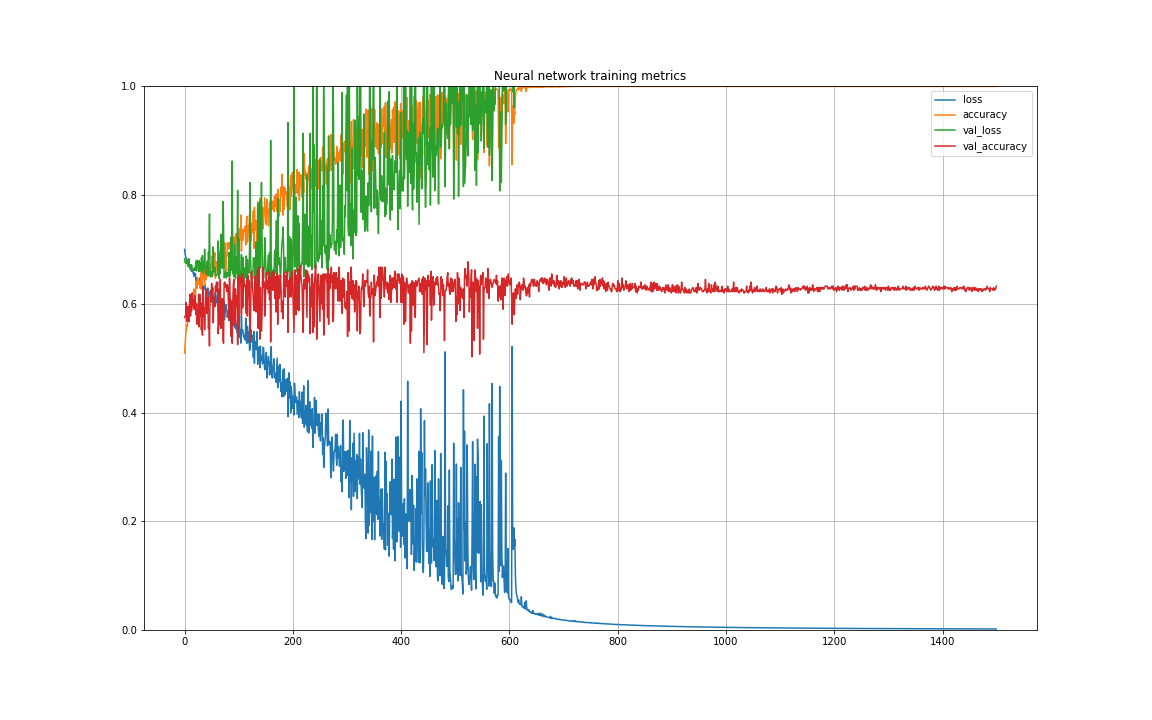 Neural network training metrics
1.0
0.8
0.6
0.4
0.2
0.0
loss
accuracy
val_loss
val_accuracy
0 200 400 600 800 1000 1200 1400